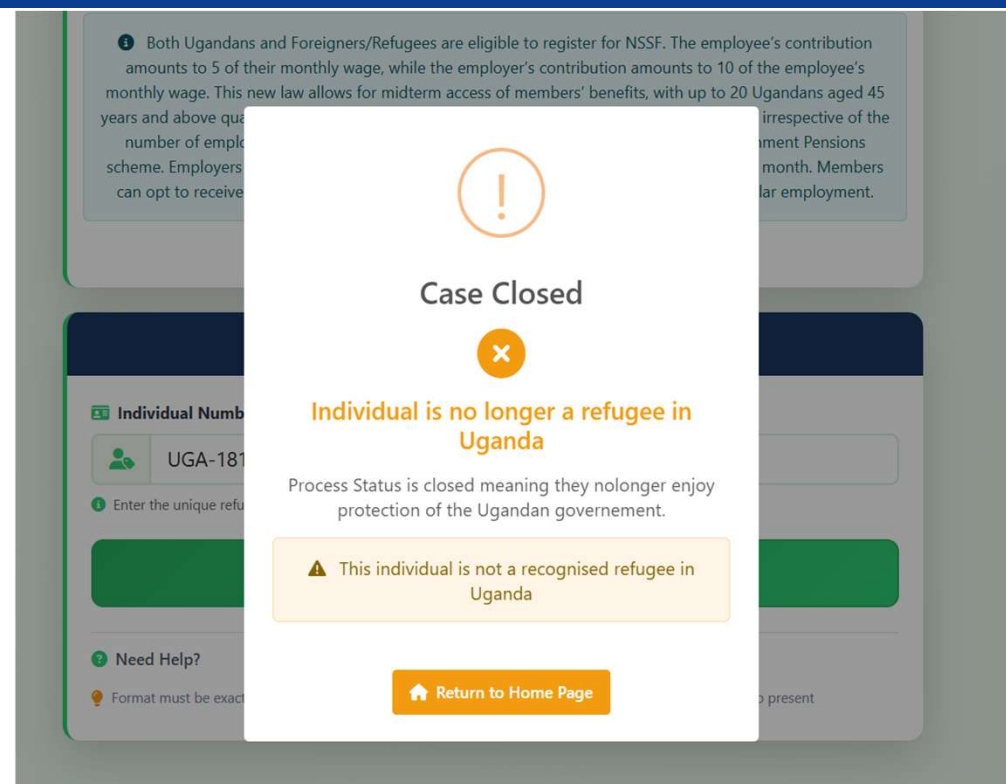 Both Ugandans and Foreigners/Refugees are eligible to register for NSSF. The employee's contribution
amounts to 5 of their monthly wage, while the employer's contribution amounts to 10 of the employee's
monthly wage. This new law allows for midterm access of members' benefits, with up to 20 Ugandans aged 45
years and above irrespective of the
number of nment Pensions
scheme. Employers month. Members
can opt to receive lar employment.
Case Closed
Individual is no longer a refugee in
Uganda
Process Status is closed meaning they nolonger enjoy
protection of the Ugandan governement.
This individual is not a recognised refugee in
Uganda
Return to Home Page
Individual Numb
UGA-181
Enter the unique refu
Need Help?
Format must be exact
present